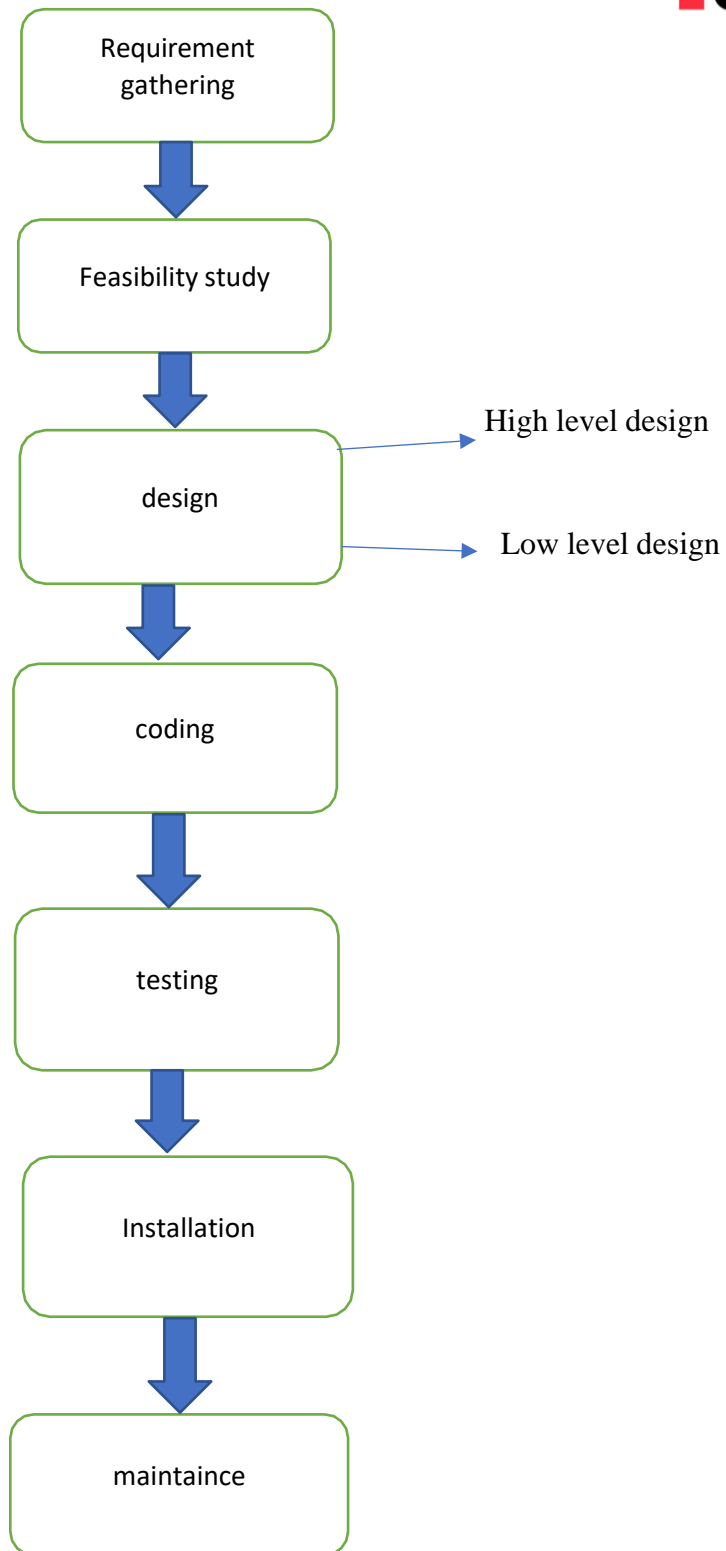 Requirement
gathering
Feasibility study
High level design
design
Low level design
coding
testing
Installation
maintaince